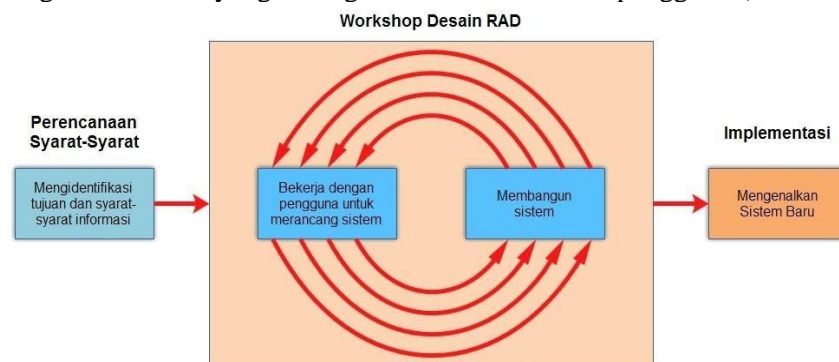 Workshop Desain RAD
Perencanaan
Syarat-Syarat
Mengidentifikasi
tujuan dan syarat-
syarat informasi
Bekerja dengan
pengguna untuk
merancang sistem
Membangun
sistem
Implementasi
Mengenalkan
Sistem Baru